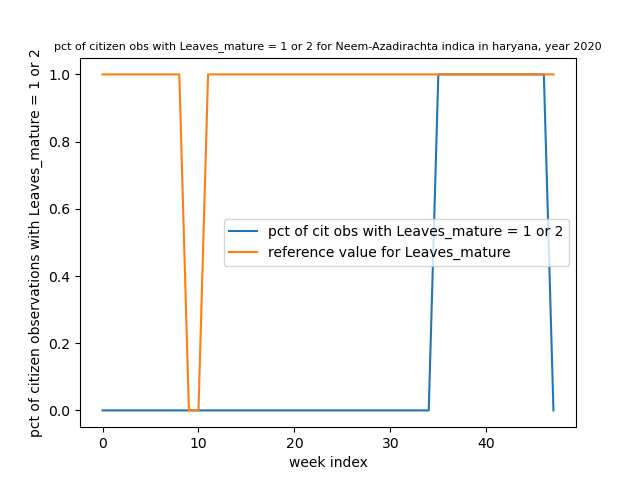 pct of citizen obs with Leaves_mature = 1 or 2 for Neem-Azadirachta indica in haryana, year 2020
pct of citizen observations with Leaves_mature = 1 or 2
1.0
0.8
0.6
0.4
0.2
0.0
pct of cit obs with Leaves_mature = 1 or 2
reference value for Leaves_mature
0 10 20 30 40
week index